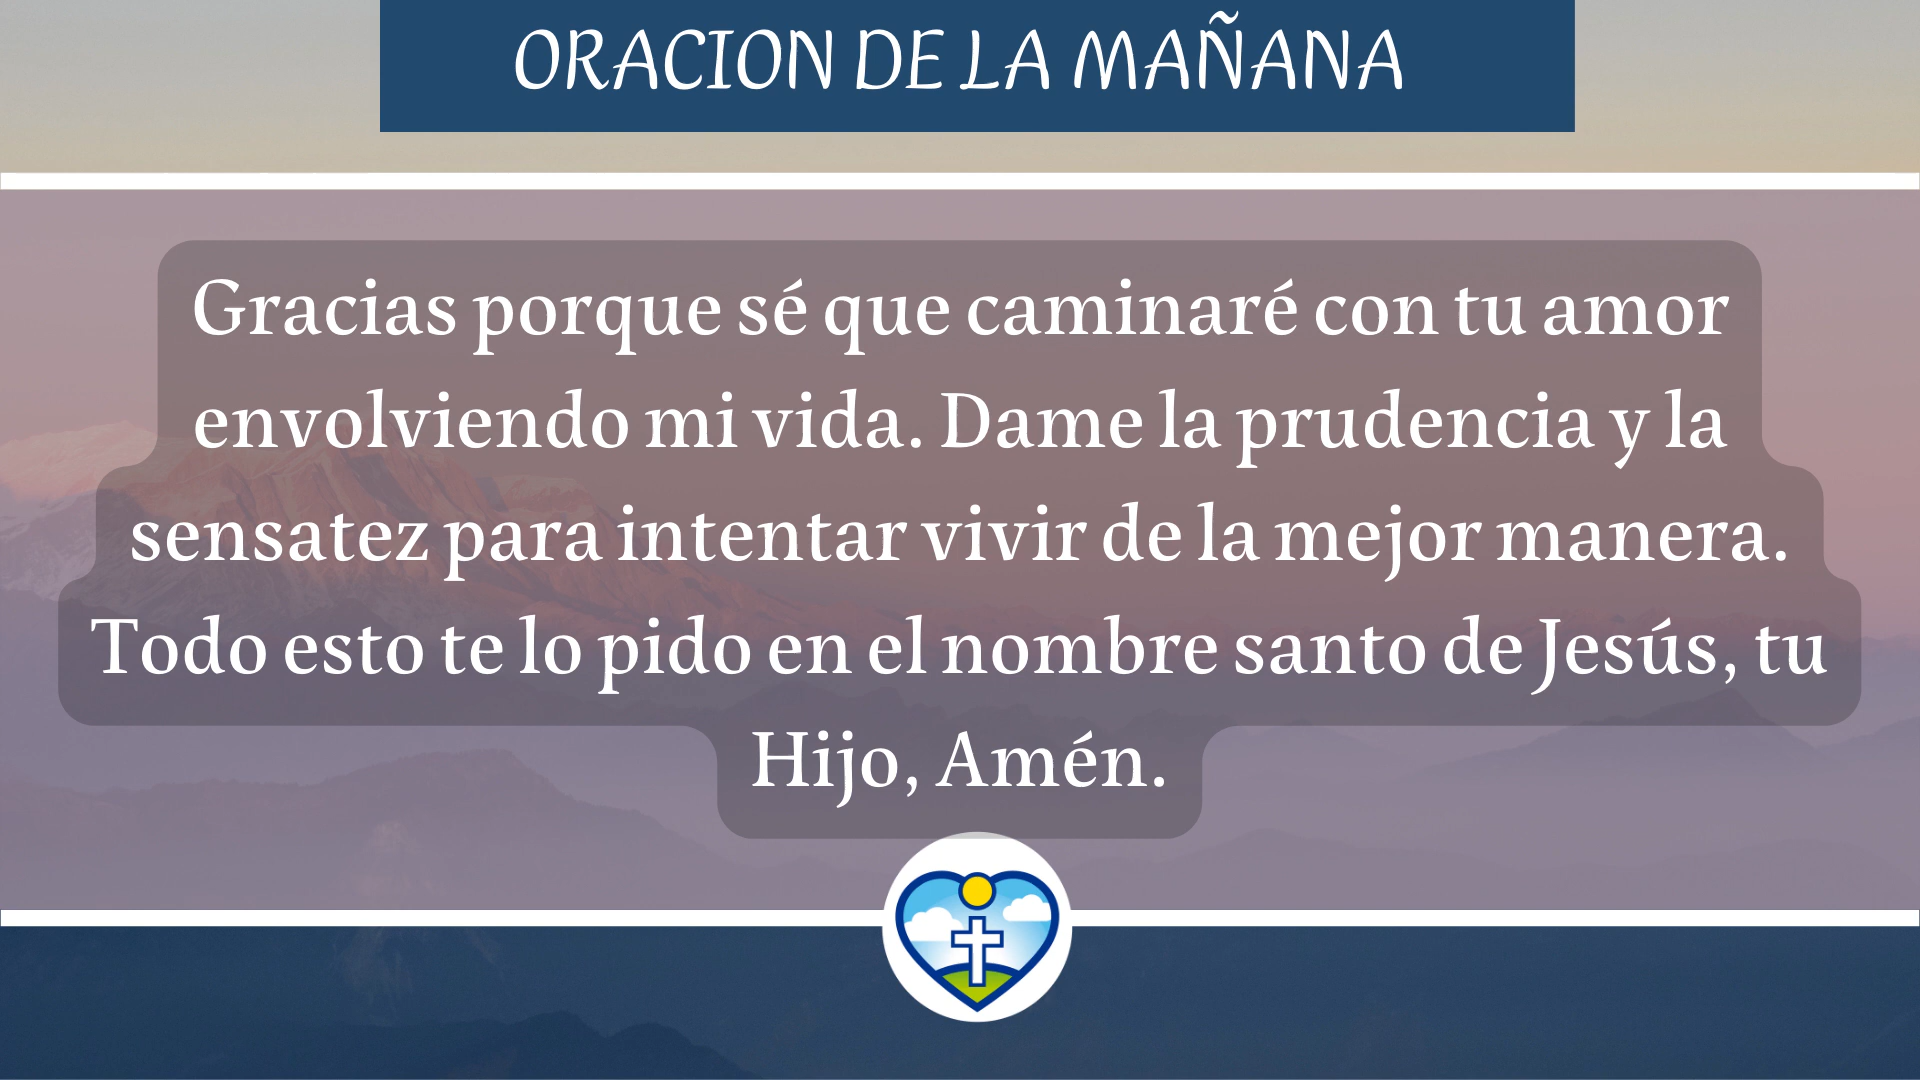 ORACION DE LA MAÑANA
Gracias porque sé que caminaré con tu amor
envolviendo mi vida. Dame la prudencia y la
sensatez para intentar vivir de la mejor manera.
Todo esto te lo pido en el nombre santo de Jesús, tu
Hijo, Amén.